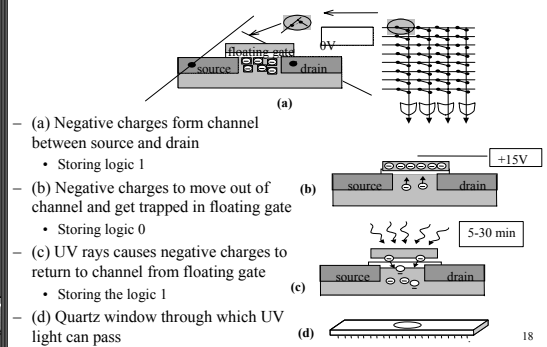 floating gate
0V
source
drain
(a)
– (a) Negative charges form channel
between source and drain
• Storing logic 1
– (b) Negative charges to move out of
channel and get trapped in floating gate
• Storing logic 0
– (c) UV rays causes negative charges to
return to channel from floating gate
• Storing the logic 1
– (d) Quartz window through which UV
light can pass
+15V
(b)
source
drain
5-30 min
source
drain
(c)
(d)
18